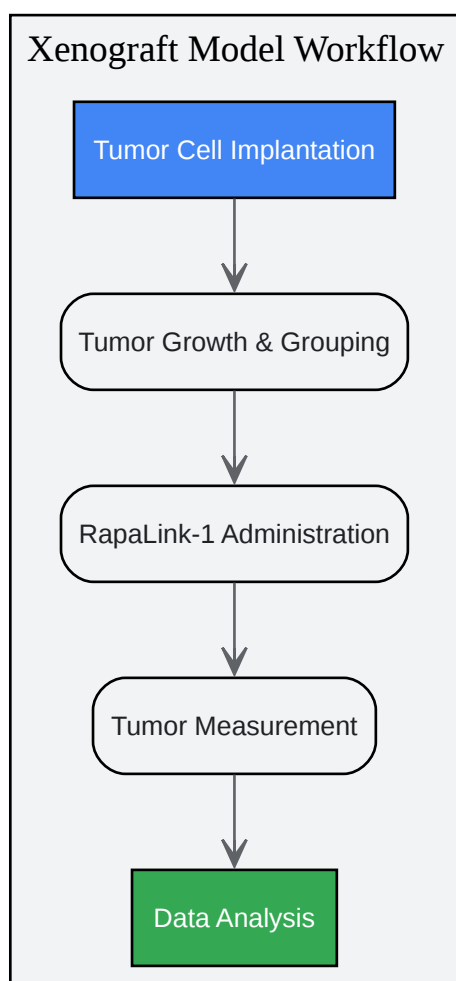 Xenograft Model Workflow
Tumor Cell Implantation
Tumor Growth & Grouping
RapaLink-1 Administration
Tumor Measurement
Data Analysis